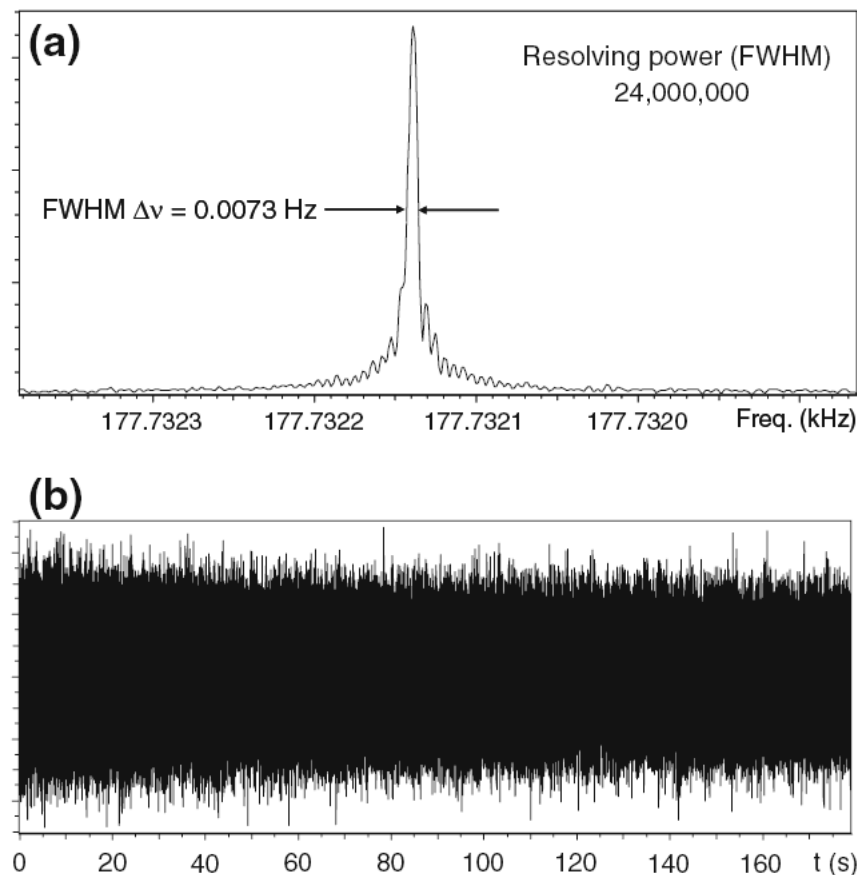 (a)
Resolving power (FWHM)
24,000,000
FWHM Δν = 0.0073 Hz
177.7323 177.7322 177.7321 177.7320 Freq. (kHz)
(b)
0 20 40 60 80 100 120 140 160 t (s)